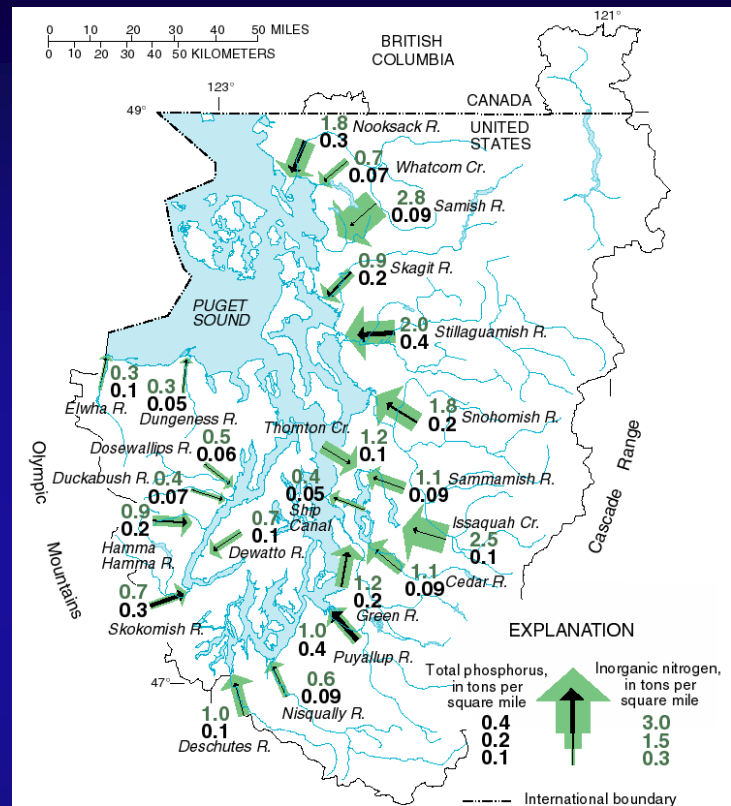 0 10 20 30 40 50 MILES
0 10 20 30 40 50 KILOMETERS
121°
BRITISH
COLUMBIA
123°
49°
CANADA
UNITED
STATES
1.8
0.3
Nooksack R.
0.7
0.07
Whatcom Cr.
2.8
0.09
Samish R.
0.9
0.2
Skagit R.
PUGET
SOUND
2.0
0.4
Stillaguamish R.
0.3
0.1
Elwha R.
0.3
0.05
Dungeness R.
1.8
0.2
Snohomish R.
Thornton Cr.
1.2
0.1
Dosewallips R.
0.5
0.06
Duckabush R.
0.4
0.07
0.4
0.05
Ship
Canal
1.1
0.09
Sammamish R.
Olympic
Mountains
Cascade Range
0.9
0.2
Hamma
Hamma R.
0.7
0.1
Dewatto R.
Issaquah Cr.
2.5
0.1
1.1
0.09
Cedar R.
0.7
0.3
Skokomish R.
1.2
0.2
Green R.
1.0
0.4
Puyallup R.
47°
0.6
0.09
Nisqually R.
1.0
0.1
Deschutes R.
EXPLANATION
Total phosphorus,
in tons per
square mile
0.4
0.2
0.1
Inorganic nitrogen,
in tons per
square mile
3.0
1.5
0.3
International boundary